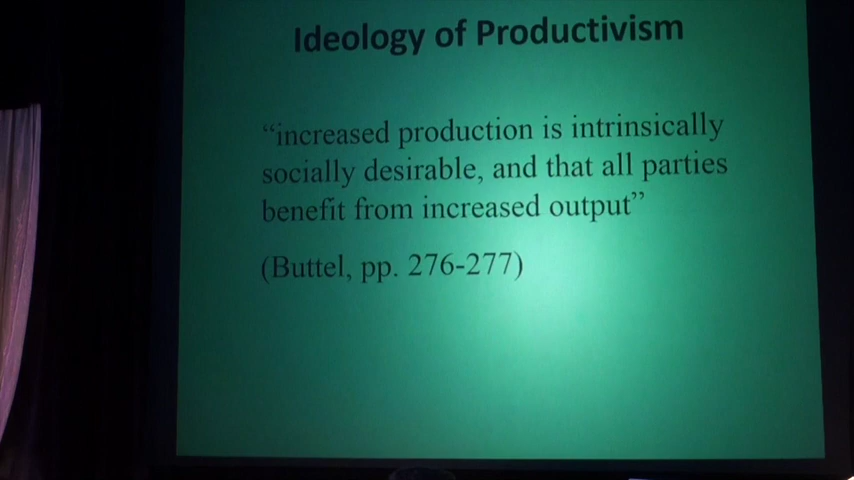 Ideology of Productivism
“increased production is intrinsically
socially desirable, and that all parties
benefit from increased output”
(Buttel, pp. 276-277)